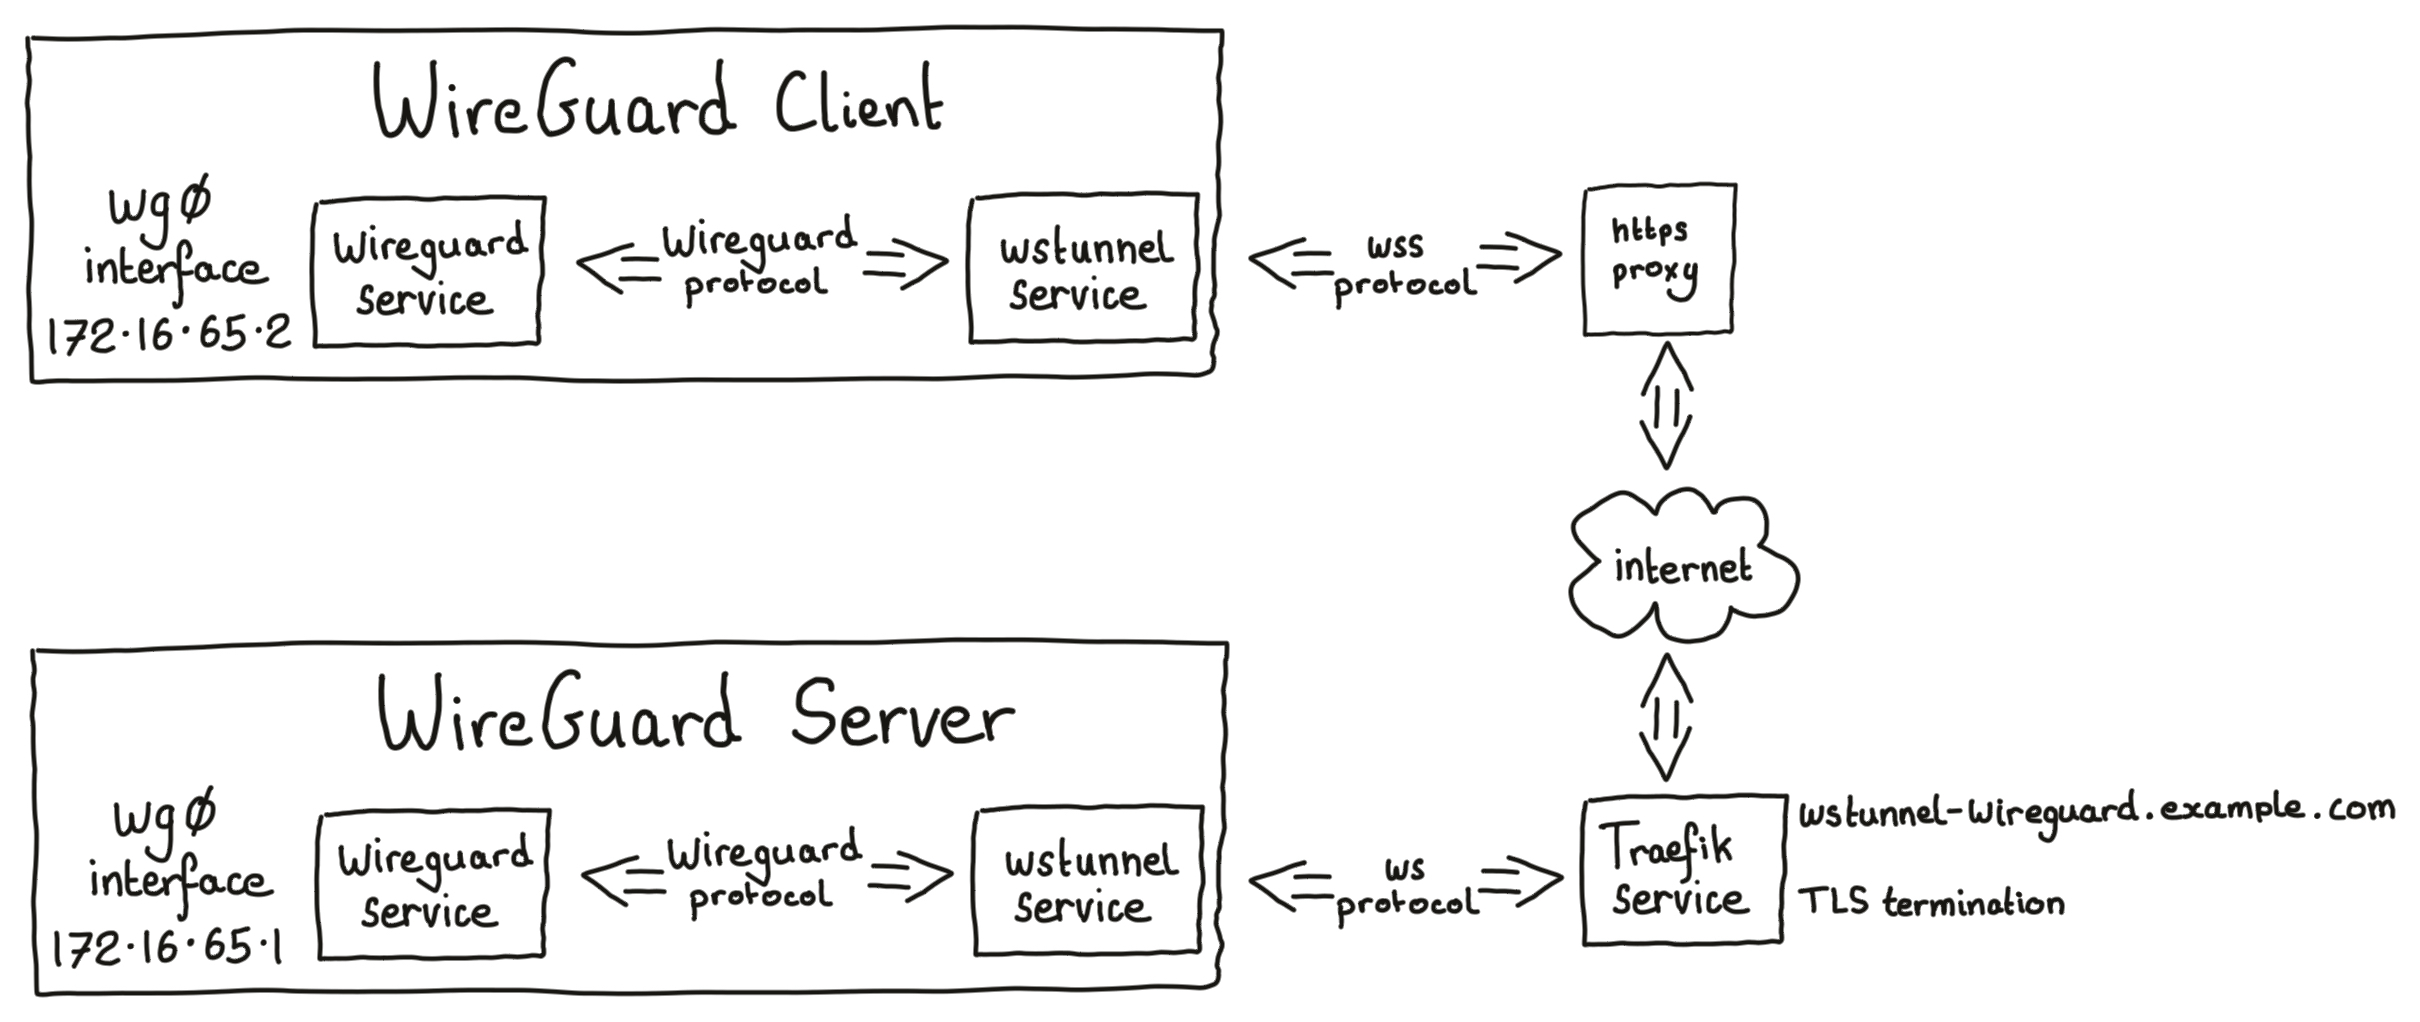 WireGuard Client
wg0
interface
172.16.65.2
Wireguard
service
Wireguard
protocol
wstunnel
service
wss
protocol
https
proxy
internet
WireGuard Server
wg0
interface
172.16.65.1
Wireguard
service
Wireguard
protocol
wstunnel
service
ws
protocol
Traefik
service
wstunnel-wireguard.example.com
TLS termination